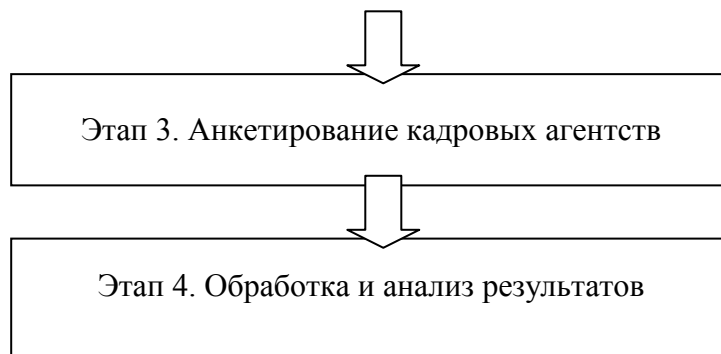 Этап 3. Анкетирование кадровых агентств
Этап 4. Обработка и анализ результатов